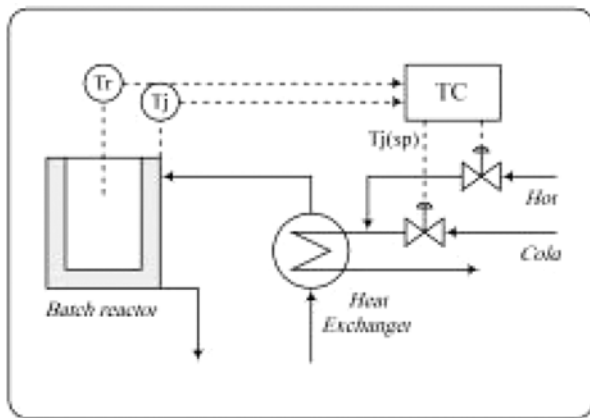 Tr
Tj
TC
Tj(sp)
Hot
Cola
Batch reactor
Heat
Exchanger